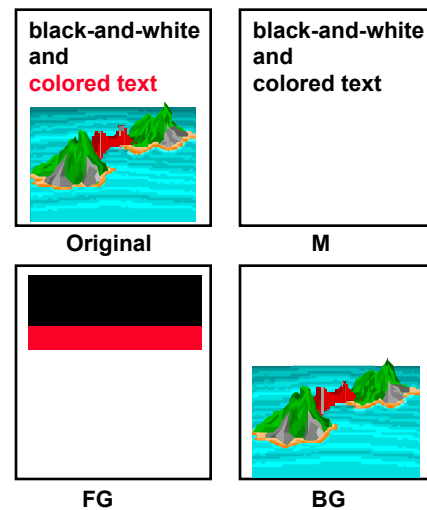 black-and-white
and
colored text
Original
black-and-white
and
colored text
M
FG
BG